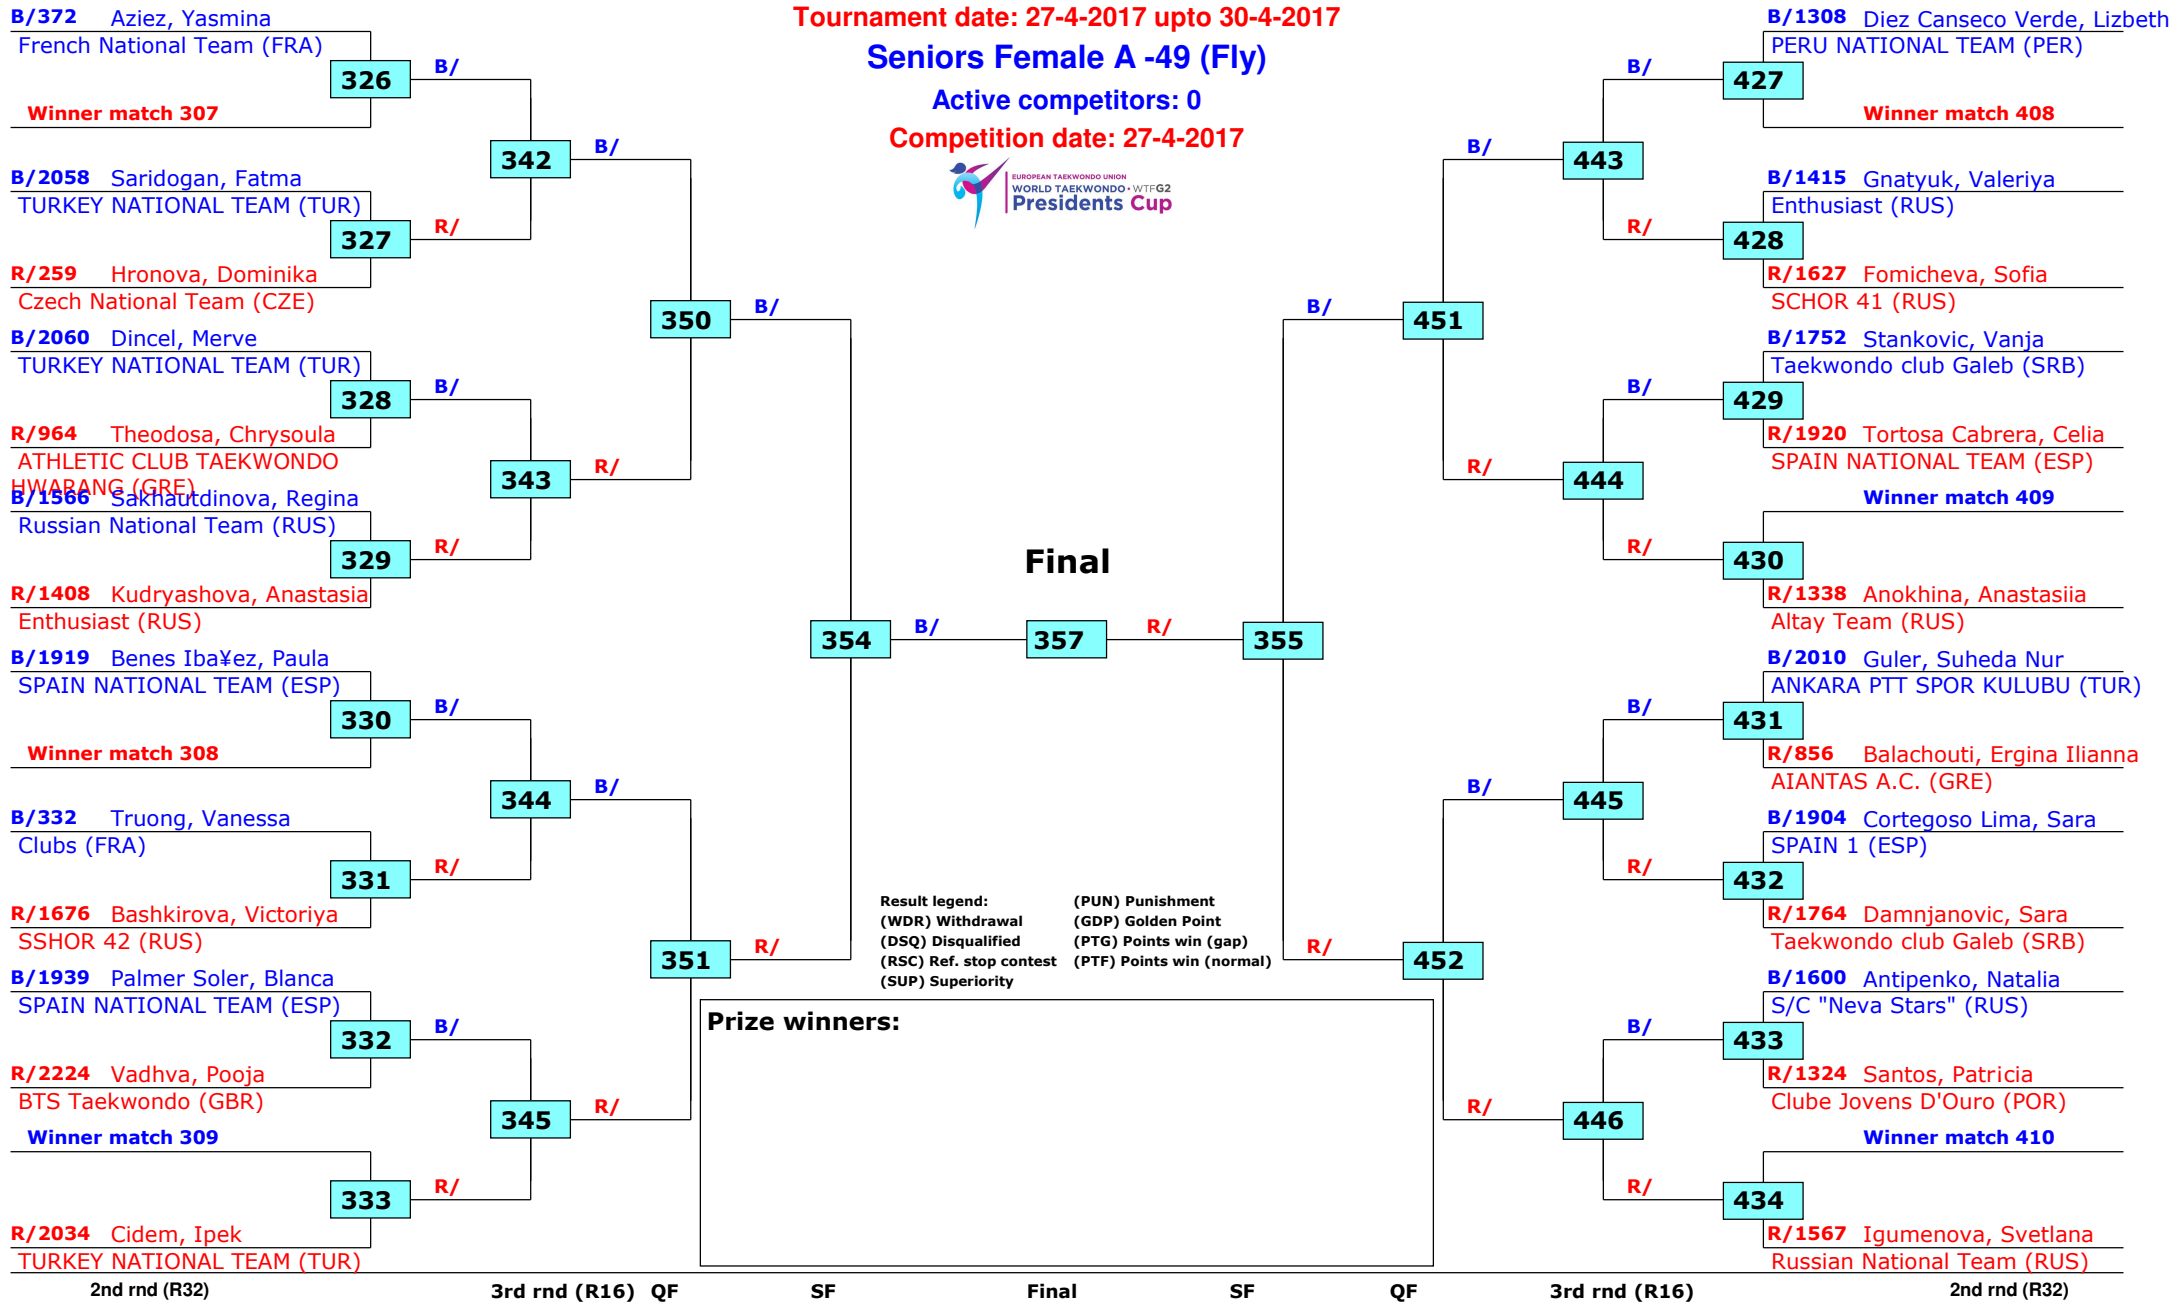 Tournament date: 27-4-2017 upto 30-4-2017
Seniors Female A -49 (Fly)
Active competitors: 0
Competition date: 27-4-2017
EUROPEAN TAEKWONDO UNION
WORLD TAEKWONDO • WTFG2
Presidents Cup
B/372 Aziez, Yasmina
French National Team (FRA)
326
B/
Winner match 307
342
B/
B/2058 Saridogan, Fatma
TURKEY NATIONAL TEAM (TUR)
327
R/
R/259 Hronova, Dominika
Czech National Team (CZE)
350
B/
B/2060 Dincel, Merve
TURKEY NATIONAL TEAM (TUR)
328
B/
R/964 Theodosa, Chrysoula
ATHLETIC CLUB TAEKWONDO
HWARANG (GRE)
343
R/
B/1566 Sakhautdinova, Regina
Russian National Team (RUS)
329
R/
R/1408 Kudryashova, Anastasia
Enthusiast (RUS)
354
B/
B/1919 Benes Iba¥ez, Paula
SPAIN NATIONAL TEAM (ESP)
330
B/
Winner match 308
344
B/
B/332 Truong, Vanessa
Clubs (FRA)
331
R/
R/1676 Bashkirova, Victoriya
SSHOR 42 (RUS)
351
R/
B/1939 Palmer Soler, Blanca
SPAIN NATIONAL TEAM (ESP)
332
B/
R/2224 Vadhva, Pooja
BTS Taekwondo (GBR)
345
R/
Winner match 309
333
R/
R/2034 Cidem, Ipek
TURKEY NATIONAL TEAM (TUR)
Final
357
R/
355
B/1308 Diez Canseco Verde, Lizbeth
PERU NATIONAL TEAM (PER)
B/
427
Winner match 408
B/
443
B/1415 Gnatyuk, Valeriya
Enthusiast (RUS)
R/
428
R/1627 Fomicheva, Sofia
SCHOR 41 (RUS)
B/
451
B/1752 Stankovic, Vanja
Taekwondo club Galeb (SRB)
B/
429
R/1920 Tortosa Cabrera, Celia
SPAIN NATIONAL TEAM (ESP)
R/
444
Winner match 409
R/
430
R/1338 Anokhina, Anastasiia
Altay Team (RUS)
B/2010 Guler, Suheda Nur
ANKARA PTT SPOR KULUBU (TUR)
B/
431
R/856 Balachouti, Ergina Ilianna
AIANTAS A.C. (GRE)
B/
445
B/1904 Cortegoso Lima, Sara
SPAIN 1 (ESP)
R/
432
R/1764 Damnjanovic, Sara
Taekwondo club Galeb (SRB)
R/
452
B/1600 Antipenko, Natalia
S/C "Neva Stars" (RUS)
B/
433
R/1324 Santos, Patricia
Clube Jovens D'Ouro (POR)
R/
446
Winner match 410
R/
434
R/1567 Igumenova, Svetlana
Russian National Team (RUS)
Result legend: (PUN) Punishment
(WDR) Withdrawal (GDP) Golden Point
(DSQ) Disqualified (PTG) Points win (gap)
(RSC) Ref. stop contest (PTF) Points win (normal)
(SUP) Superiority
Prize winners:
2nd rnd (R32) 3rd rnd (R16) QF SF Final SF QF 3rd rnd (R16) 2nd rnd (R32)